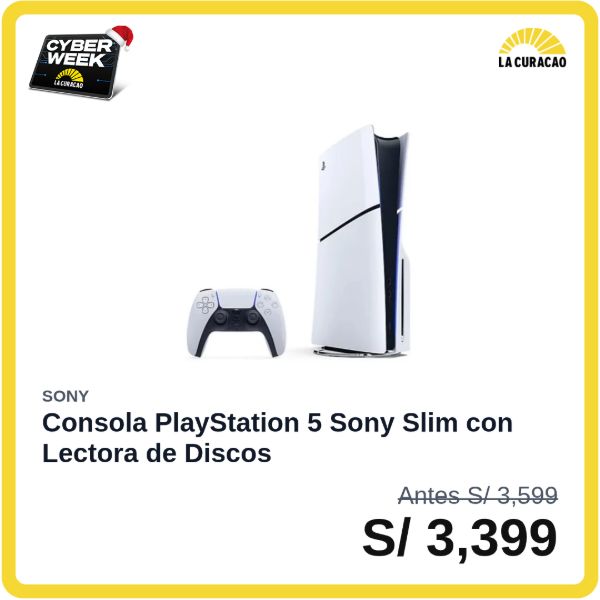 CYBER
WEEK
LA CURACAO
LA CURACAO
SONY
Consola PlayStation 5 Sony Slim con
Lectora de Discos
Antes S/ 3,599
S/ 3,399